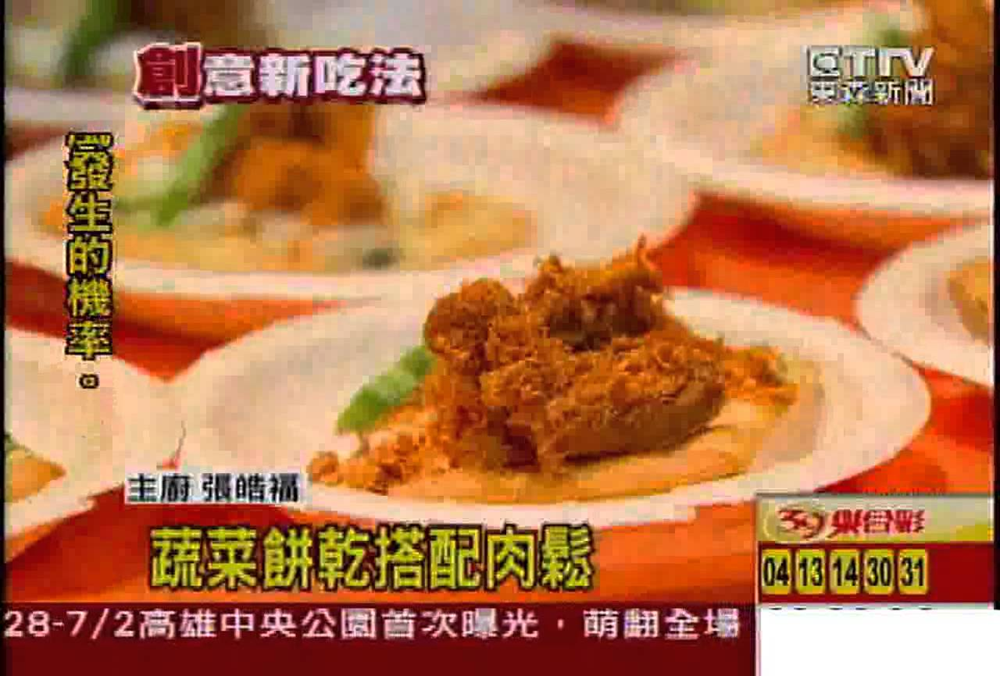 創意新吃法
ETTV
東森新聞
發生的機率。
主廚 張皓福
蔬菜餅乾搭配肉鬆
39樂合彩
04 13 14 30 31
28-7/2高雄中央公園首次曝光，萌翻全場